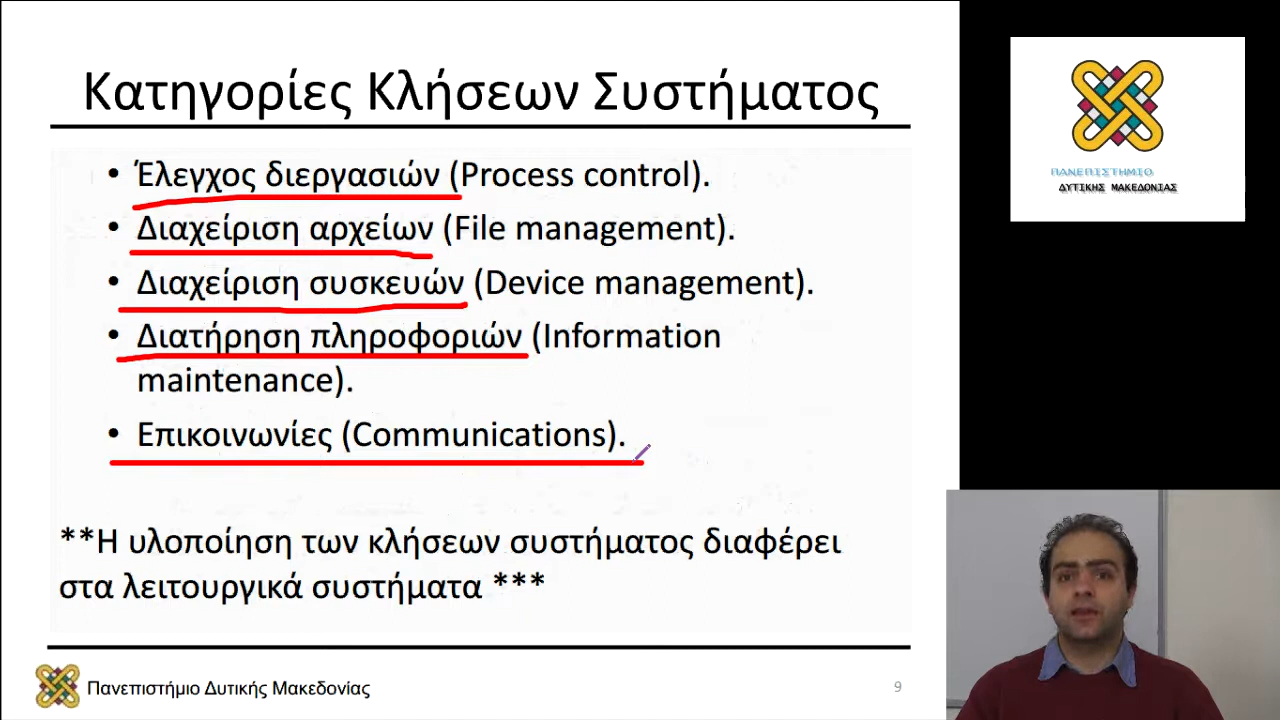 Κατηγορίες Κλήσεων Συστήματος
• Έλεγχος διεργασιών (Process control).
• Διαχείριση αρχείων (File management).
• Διαχείριση συσκευών (Device management).
• Διατήρηση πληροφοριών (Information
maintenance).
• Επικοινωνίες (Communications).
**Η υλοποίηση των κλήσεων συστήματος διαφέρει
στα λειτουργικά συστήματα ***
Πανεπιστήμιο Δυτικής Μακεδονίας
9
ΠΑΝΕΠΙΣΤΗΜΙΟ
ΔΥΤΙΚΗΣ ΜΑΚΕΔΟΝΙΑΣ